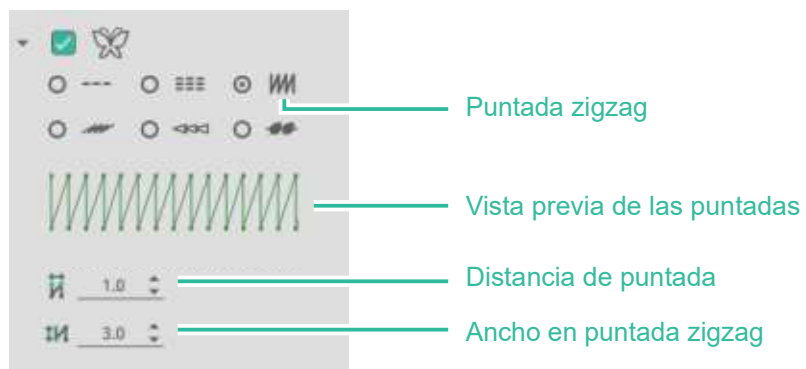 Puntada zigzag
Vista previa de las puntadas
1.0
Distancia de puntada
3.0
Ancho en puntada zigzag